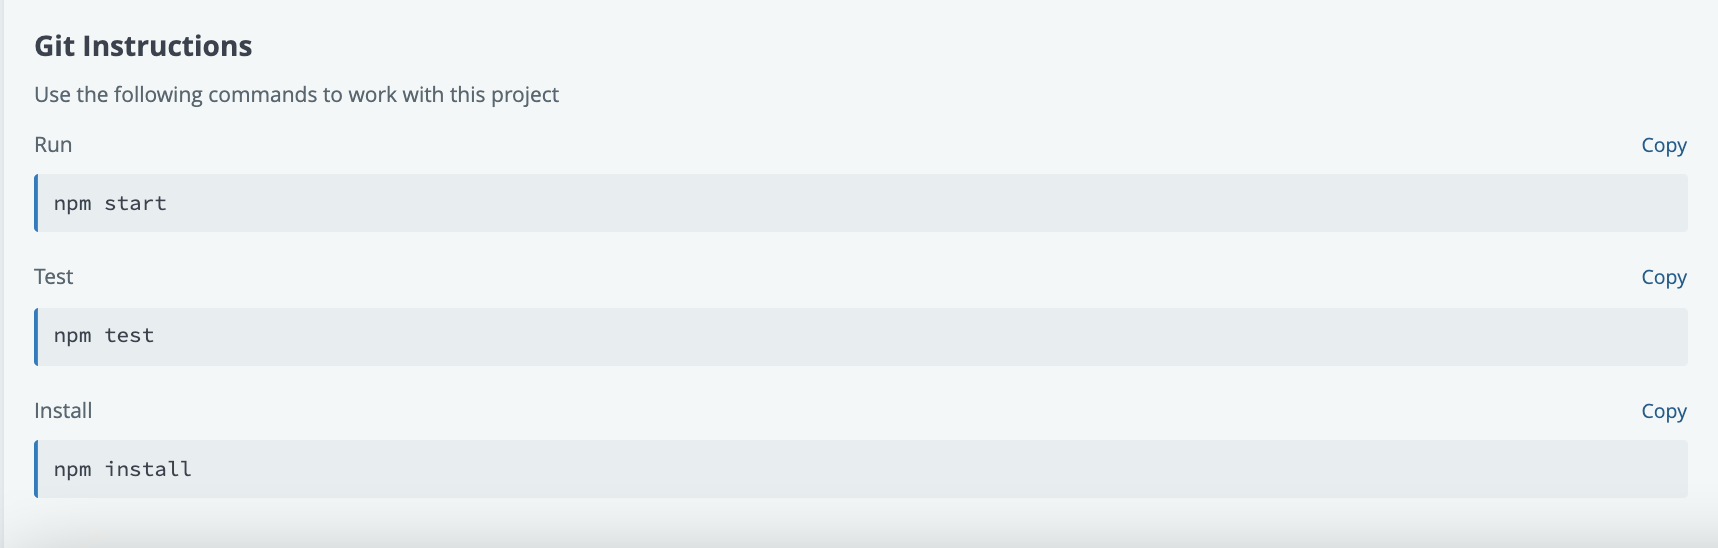 Git Instructions
Use the following commands to work with this project
Run
Copy
npm start
Test
Copy
npm test
Install
Copy
npm install